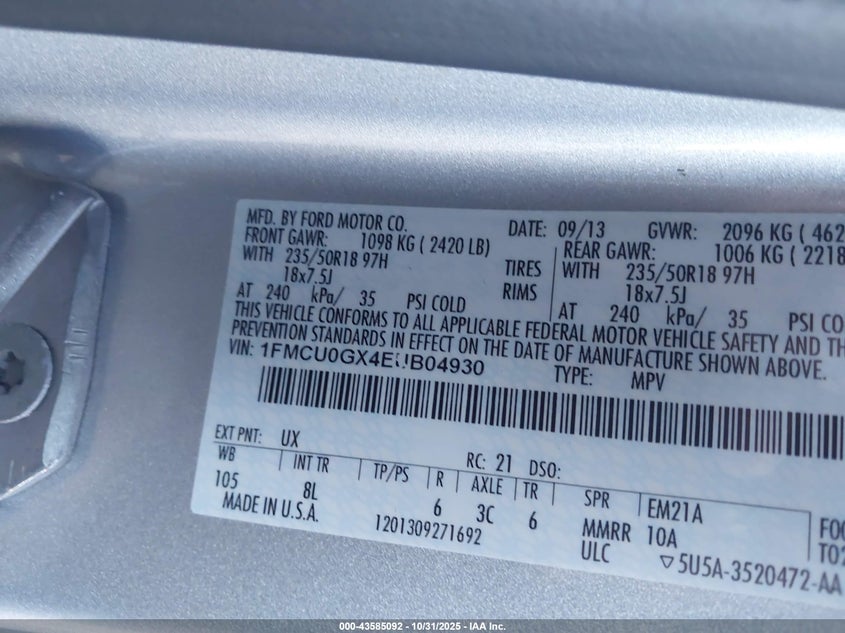 MFD. BY FORD MOTOR CO. DATE: 09/13 GVWR: 2096 KG ( 462
FRONT GAWR: 1098 KG ( 2420 LB) REAR GAWR: 1006 KG ( 2218
WITH 235/50R18 97H TIRES WITH 235/50R18 97H
18x7.5J RIMS 18x7.5J
AT 240 kPa/ 35 PSI COLD AT 240 kPa/ 35 PSI CO
THIS VEHICLE CONFORMS TO ALL APPLICABLE FEDERAL MOTOR VEHICLE SAFETY AND
PREVENTION STANDARDS IN EFFECT ON THE DATE OF MANUFACTURE SHOWN ABOVE.
VIN: 1FMCU0GX4EUB04930 TYPE: MPV
EXT PNT: UX RC: 21 DSO:
WB INT TR TP/PS R AXLE TR SPR EM21A
105 8L 6 3C 6 MMRR 10A FO
MADE IN U.S.A. 1201309271692 ULC TO2
▽5U5A-3520472-AA
000-43585092 - 10/31/2025 - IAA Inc.